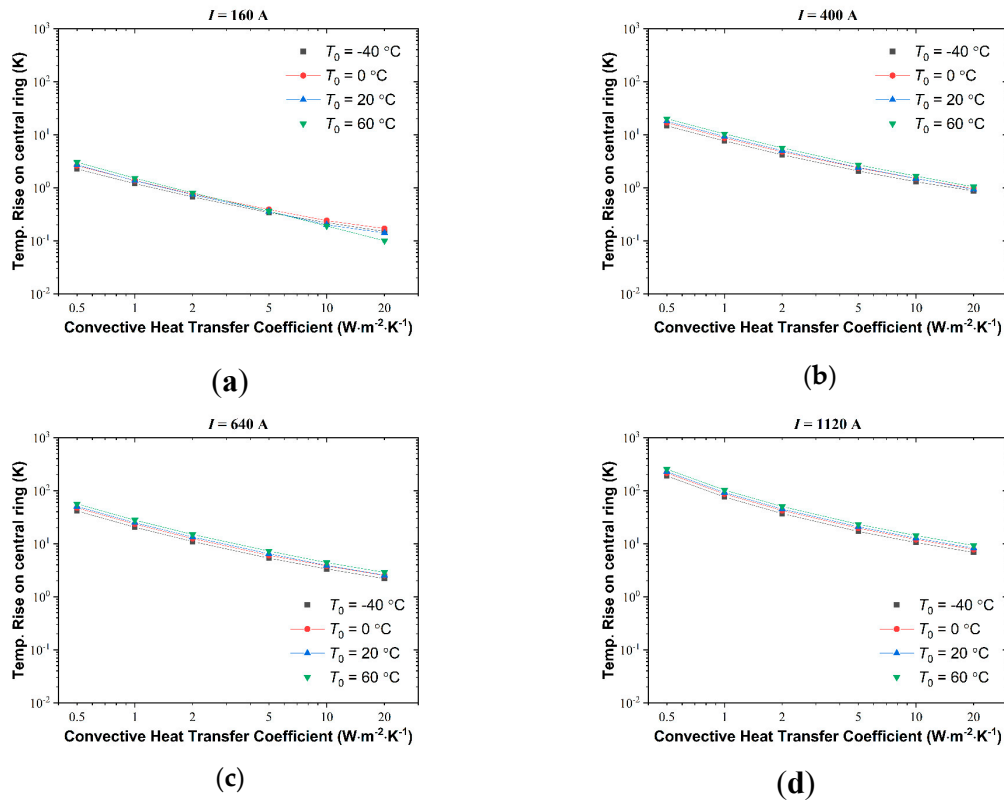 I = 160 A
Temp. Rise on central ring (K)
10³
10²
10¹
10⁰
10⁻¹
10⁻²
T₀ = -40 °C
T₀ = 0 °C
T₀ = 20 °C
T₀ = 60 °C
0.5 1 2 5 10 20
Convective Heat Transfer Coefficient (W·m⁻²·K⁻¹)
(a)
I = 400 A
Temp. Rise on central ring (K)
10³
10²
10¹
10⁰
10⁻¹
10⁻²
T₀ = -40 °C
T₀ = 0 °C
T₀ = 20 °C
T₀ = 60 °C
0.5 1 2 5 10 20
Convective Heat Transfer Coefficient (W·m⁻²·K⁻¹)
(b)
I = 640 A
Temp. Rise on central ring (K)
10³
10²
10¹
10⁰
10⁻¹
10⁻²
T₀ = -40 °C
T₀ = 0 °C
T₀ = 20 °C
T₀ = 60 °C
0.5 1 2 5 10 20
Convective Heat Transfer Coefficient (W·m⁻²·K⁻¹)
(c)
I = 1120 A
Temp. Rise on central ring (K)
10³
10²
10¹
10⁰
10⁻¹
10⁻²
T₀ = -40 °C
T₀ = 0 °C
T₀ = 20 °C
T₀ = 60 °C
0.5 1 2 5 10 20
Convective Heat Transfer Coefficient (W·m⁻²·K⁻¹)
(d)